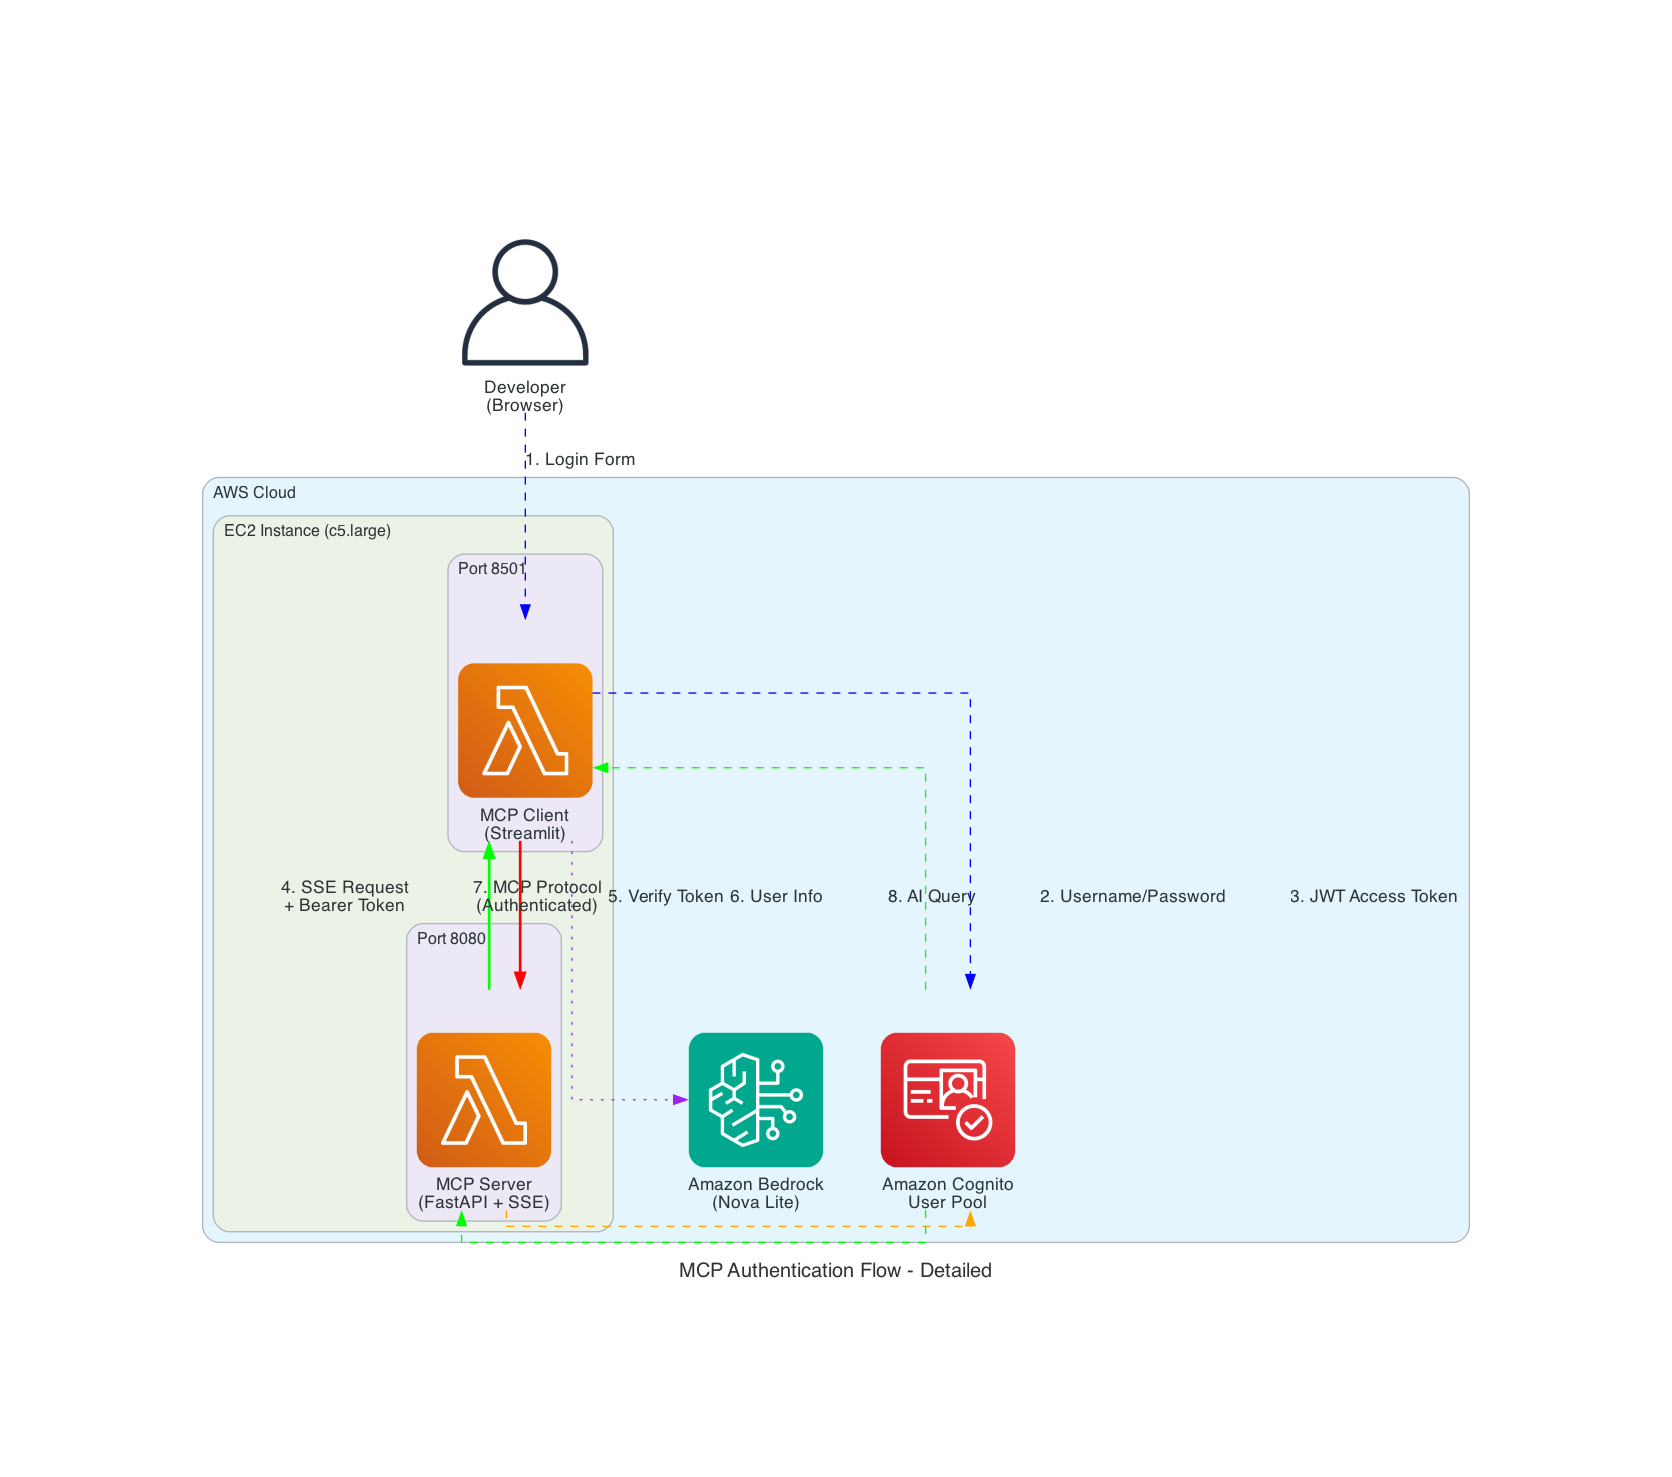 Developer
(Browser)
1. Login Form
AWS Cloud
EC2 Instance (c5.large)
Port 8501
MCP Client
(Streamlit)
4. SSE Request
+ Bearer Token
7. MCP Protocol
(Authenticated)
5. Verify Token
6. User Info
8. AI Query
2. Username/Password
3. JWT Access Token
Port 8080
MCP Server
(FastAPI + SSE)
Amazon Bedrock
(Nova Lite)
Amazon Cognito
User Pool
MCP Authentication Flow - Detailed